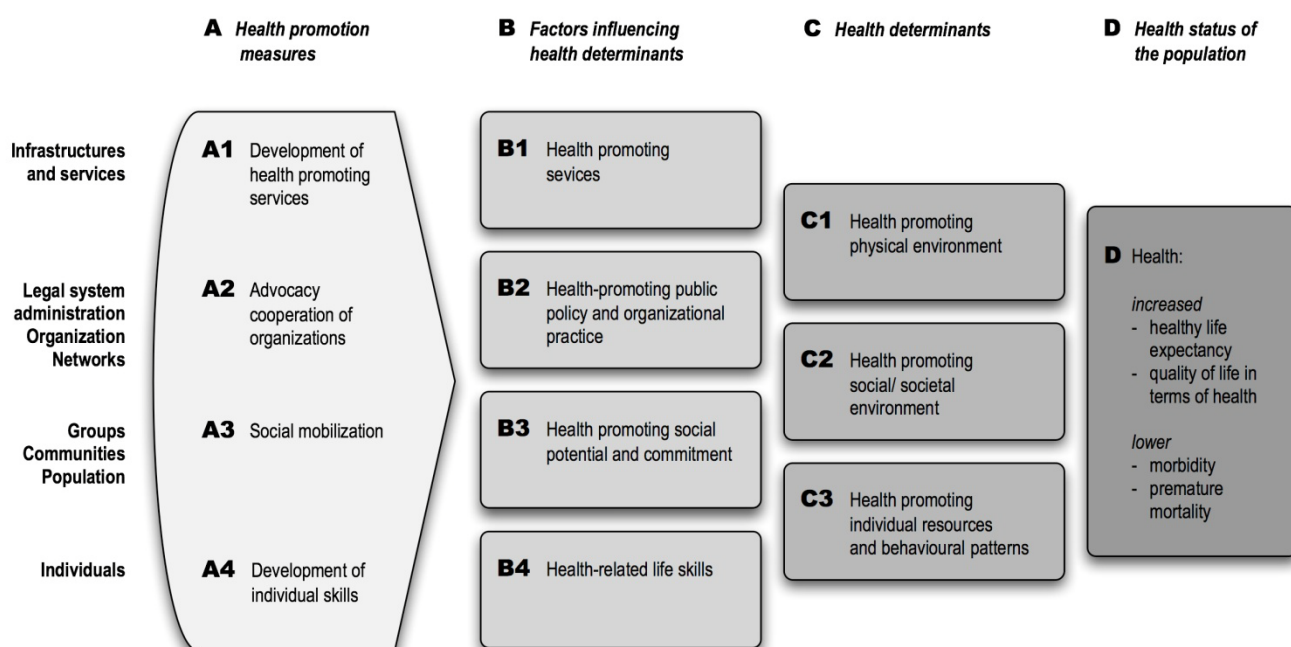 A Health promotion
measures
B Factors influencing
health determinants
C Health determinants
D Health status of
the population
Infrastructures
and services
A1 Development of
health promoting
services
B1 Health promoting
sevices
C1 Health promoting
physical environment
D Health:
increased
- healthy life
expectancy
- quality of life in
terms of health
lower
- morbidity
- premature
mortality
Legal system
administration
Organization
Networks
A2 Advocacy
cooperation of
organizations
B2 Health-promoting public
policy and organizational
practice
C2 Health promoting
social/ societal
environment
Groups
Communities
Population
A3 Social mobilization
B3 Health promoting social
potential and commitment
C3 Health promoting
individual resources
and behavioural patterns
Individuals
A4 Development of
individual skills
B4 Health-related life skills